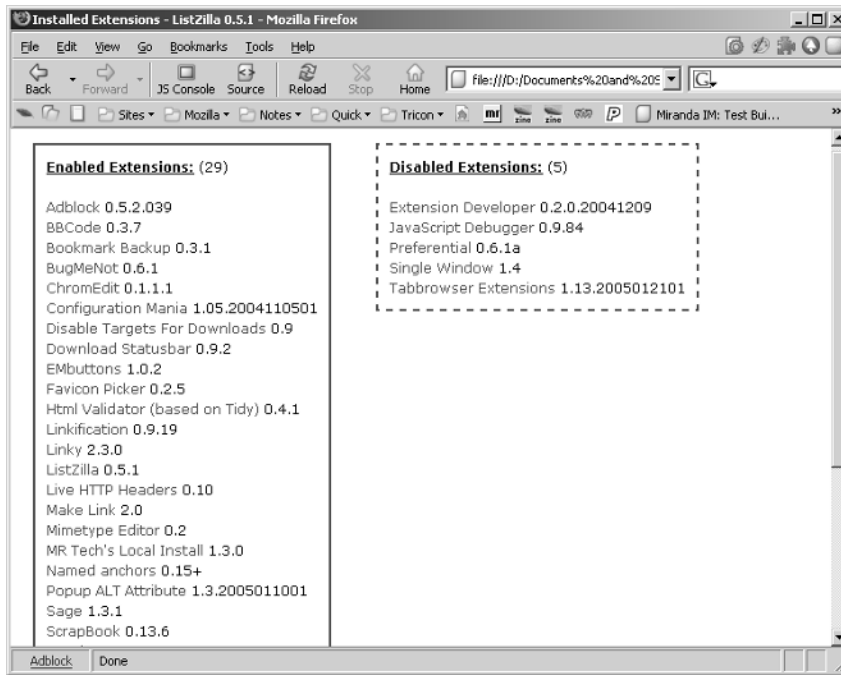 Installed Extensions - ListZilla 0.5.1 - Mozilla Firefox
File Edit View Go Bookmarks Tools Help
Back Forward JS Console Source Reload Stop Home file:///D:/Documents%20and%20S G
Sites Mozilla Notes Quick Tricon mr zine zine P Miranda IM: Test Bui... »
Enabled Extensions: (29)
Adblock 0.5.2.039
BBCode 0.3.7
Bookmark Backup 0.3.1
BugMeNot 0.6.1
ChromEdit 0.1.1.1
Configuration Mania 1.05.2004110501
Disable Targets For Downloads 0.9
Download Statusbar 0.9.2
EMbuttons 1.0.2
Favicon Picker 0.2.5
Html Validator (based on Tidy) 0.4.1
Linkification 0.9.19
Linky 2.3.0
ListZilla 0.5.1
Live HTTP Headers 0.10
Make Link 2.0
Mimetype Editor 0.2
MR Tech's Local Install 1.3.0
Named anchors 0.15+
Popup ALT Attribute 1.3.2005011001
Sage 1.3.1
ScrapBook 0.13.6
Disabled Extensions: (5)
Extension Developer 0.2.0.20041209
JavaScript Debugger 0.9.84
Preferential 0.6.1a
Single Window 1.4
Tabbrowser Extensions 1.13.2005012101
Adblock Done